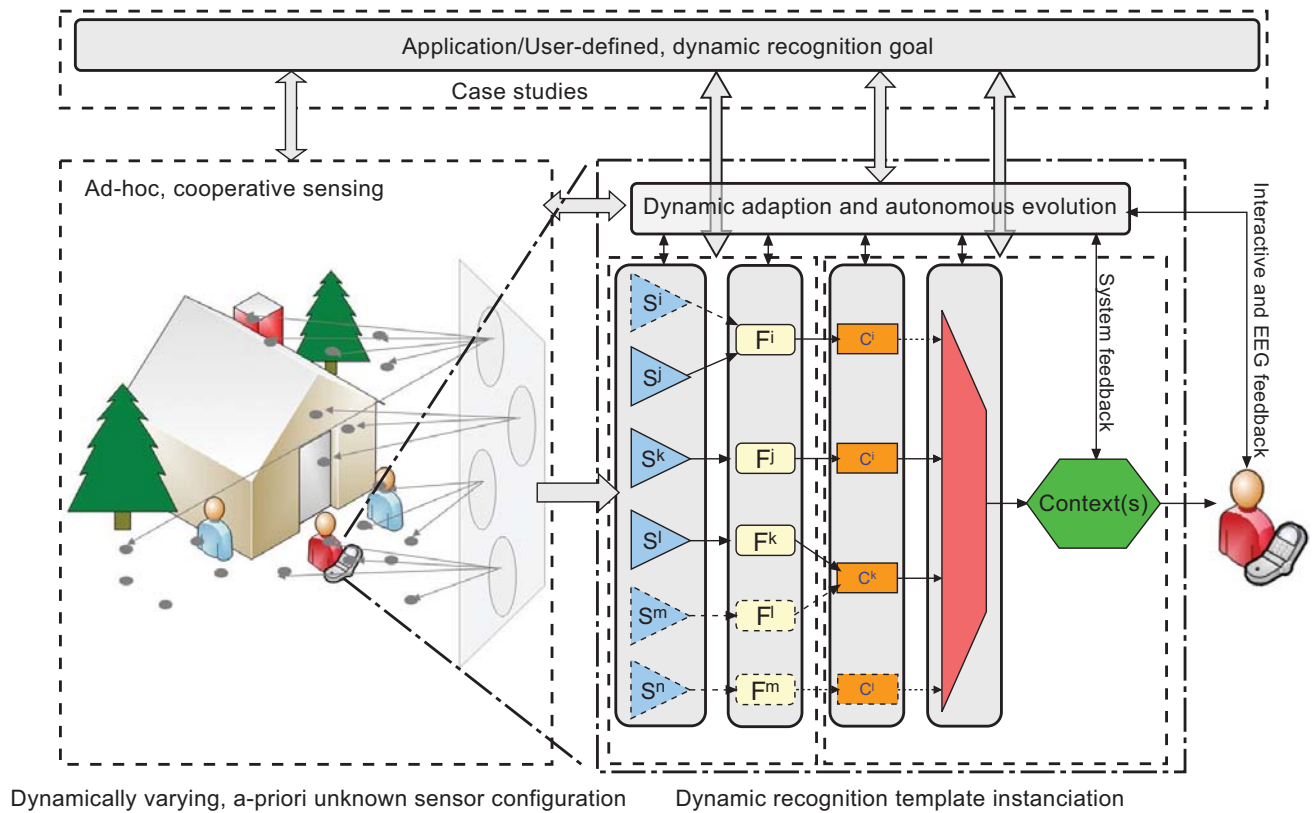 Application/User-defined, dynamic recognition goal
Case studies
Ad-hoc, cooperative sensing
Dynamic adaption and autonomous evolution
Interactive and EEG feedback
System feedback
Sⁱ
Fⁱ
Cⁱ
Sʲ
Sᵏ
Fʲ
Cⁱ
Sˡ
Fᵏ
Cᵏ
Sᵐ
Fˡ
Sⁿ
Fᵐ
Cˡ
Context(s)
Dynamically varying, a-priori unknown sensor configuration
Dynamic recognition template instanciation